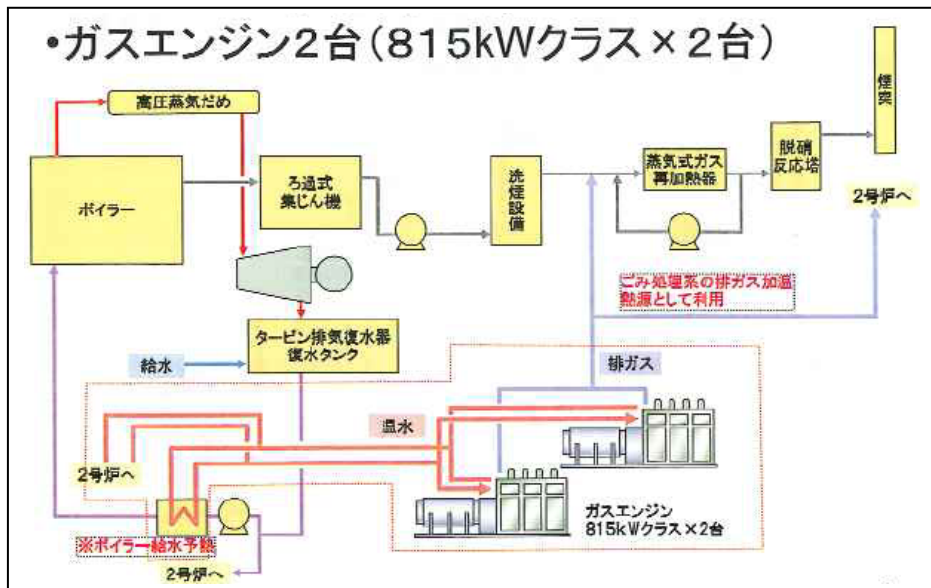 ・ガスエンジン2台(815kWクラス×2台)
高圧蒸気だめ
ボイラー
ろ過式
集じん機
洗煙設備
蒸気式ガス
再加熱器
脱硝
反応塔
煙突
2号炉へ
ごみ処理系の排ガス加温
熱源として利用
タービン排気復水器
復水タンク
給水
排ガス
温水
2号炉へ
ガスエンジン
815kWクラス×2台
※ボイラー給水予熱
2号炉へ